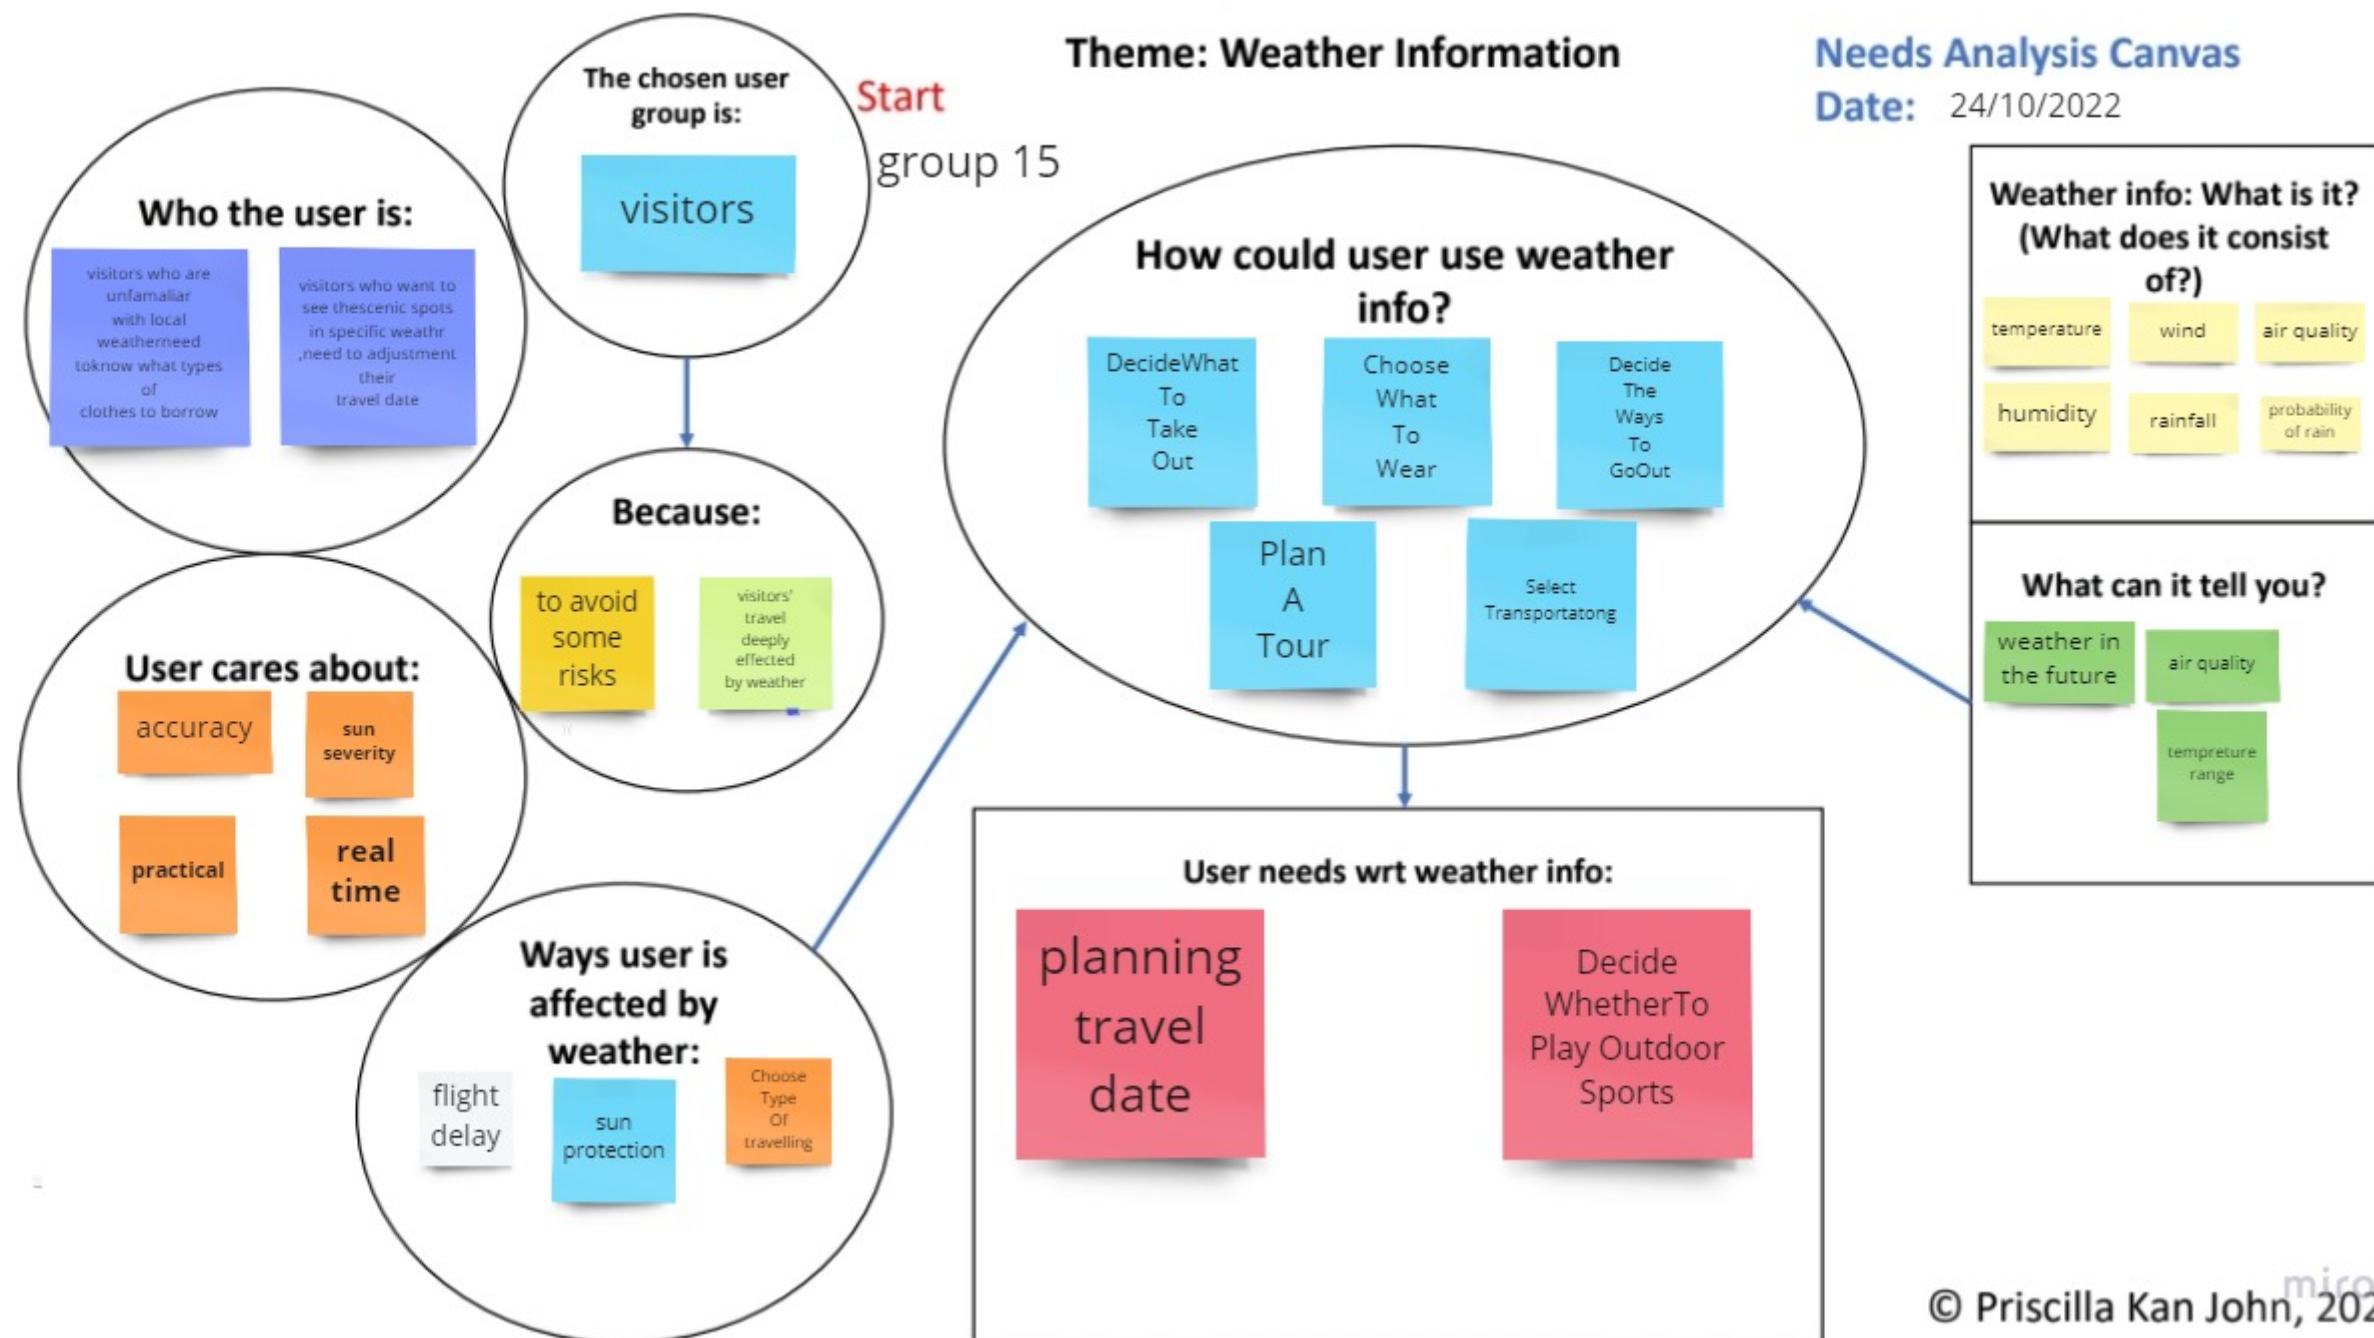 The chosen user
group is:
visitors
Start
group 15
Theme: Weather Information
Needs Analysis Canvas
Date: 24/10/2022
Who the user is:
visitors who are
unfamaliar
with local
weatherneed
toknow what types
of
clothes to borrow
visitors who want to
see thescenic spots
in specific weathr
,need to adjustment
their
travel date
Because:
to avoid
some
risks
visitors'
travel
deeply
effected
by weather
User cares about:
accuracy
sun
severity
practical
real
time
Ways user is
affected by
weather:
flight
delay
sun
protection
Choose
Type
Of
travelling
How could user use weather
info?
DecideWhat
To
Take
Out
Choose
What
To
Wear
Decide
The
Ways
To
GoOut
Plan
A
Tour
Select
Transportatong
User needs wrt weather info:
planning
travel
date
Decide
WhetherTo
Play Outdoor
Sports
Weather info: What is it?
(What does it consist
of?)
temperature
wind
air quality
humidity
rainfall
probability
of rain
What can it tell you?
weather in
the future
air quality
tempreture
range
miro
© Priscilla Kan John, 202